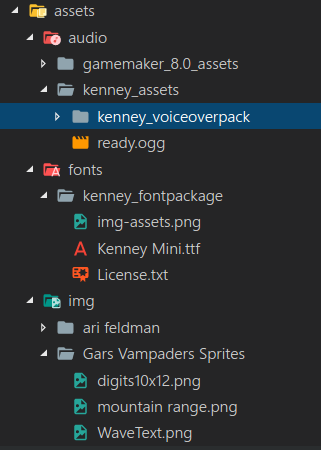 assets
audio
gamemaker_8.0_assets
kenney_assets
kenney_voiceoverpack
ready.ogg
fonts
kenney_fontpackage
img-assets.png
Kenney Mini.ttf
License.txt
img
ari feldman
Gars Vampaders Sprites
digits10x12.png
mountain range.png
WaveText.png